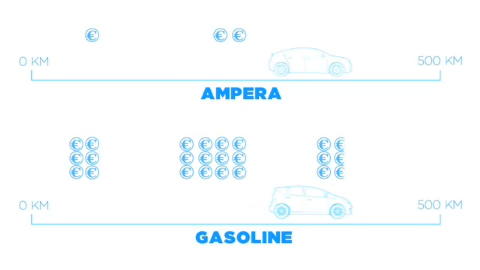 € € €
0 KM 500 KM
AMPERA
€ € € € € € € €
€ € € € € € € €
€ € € € € € € €
0 KM 500 KM
GASOLINE